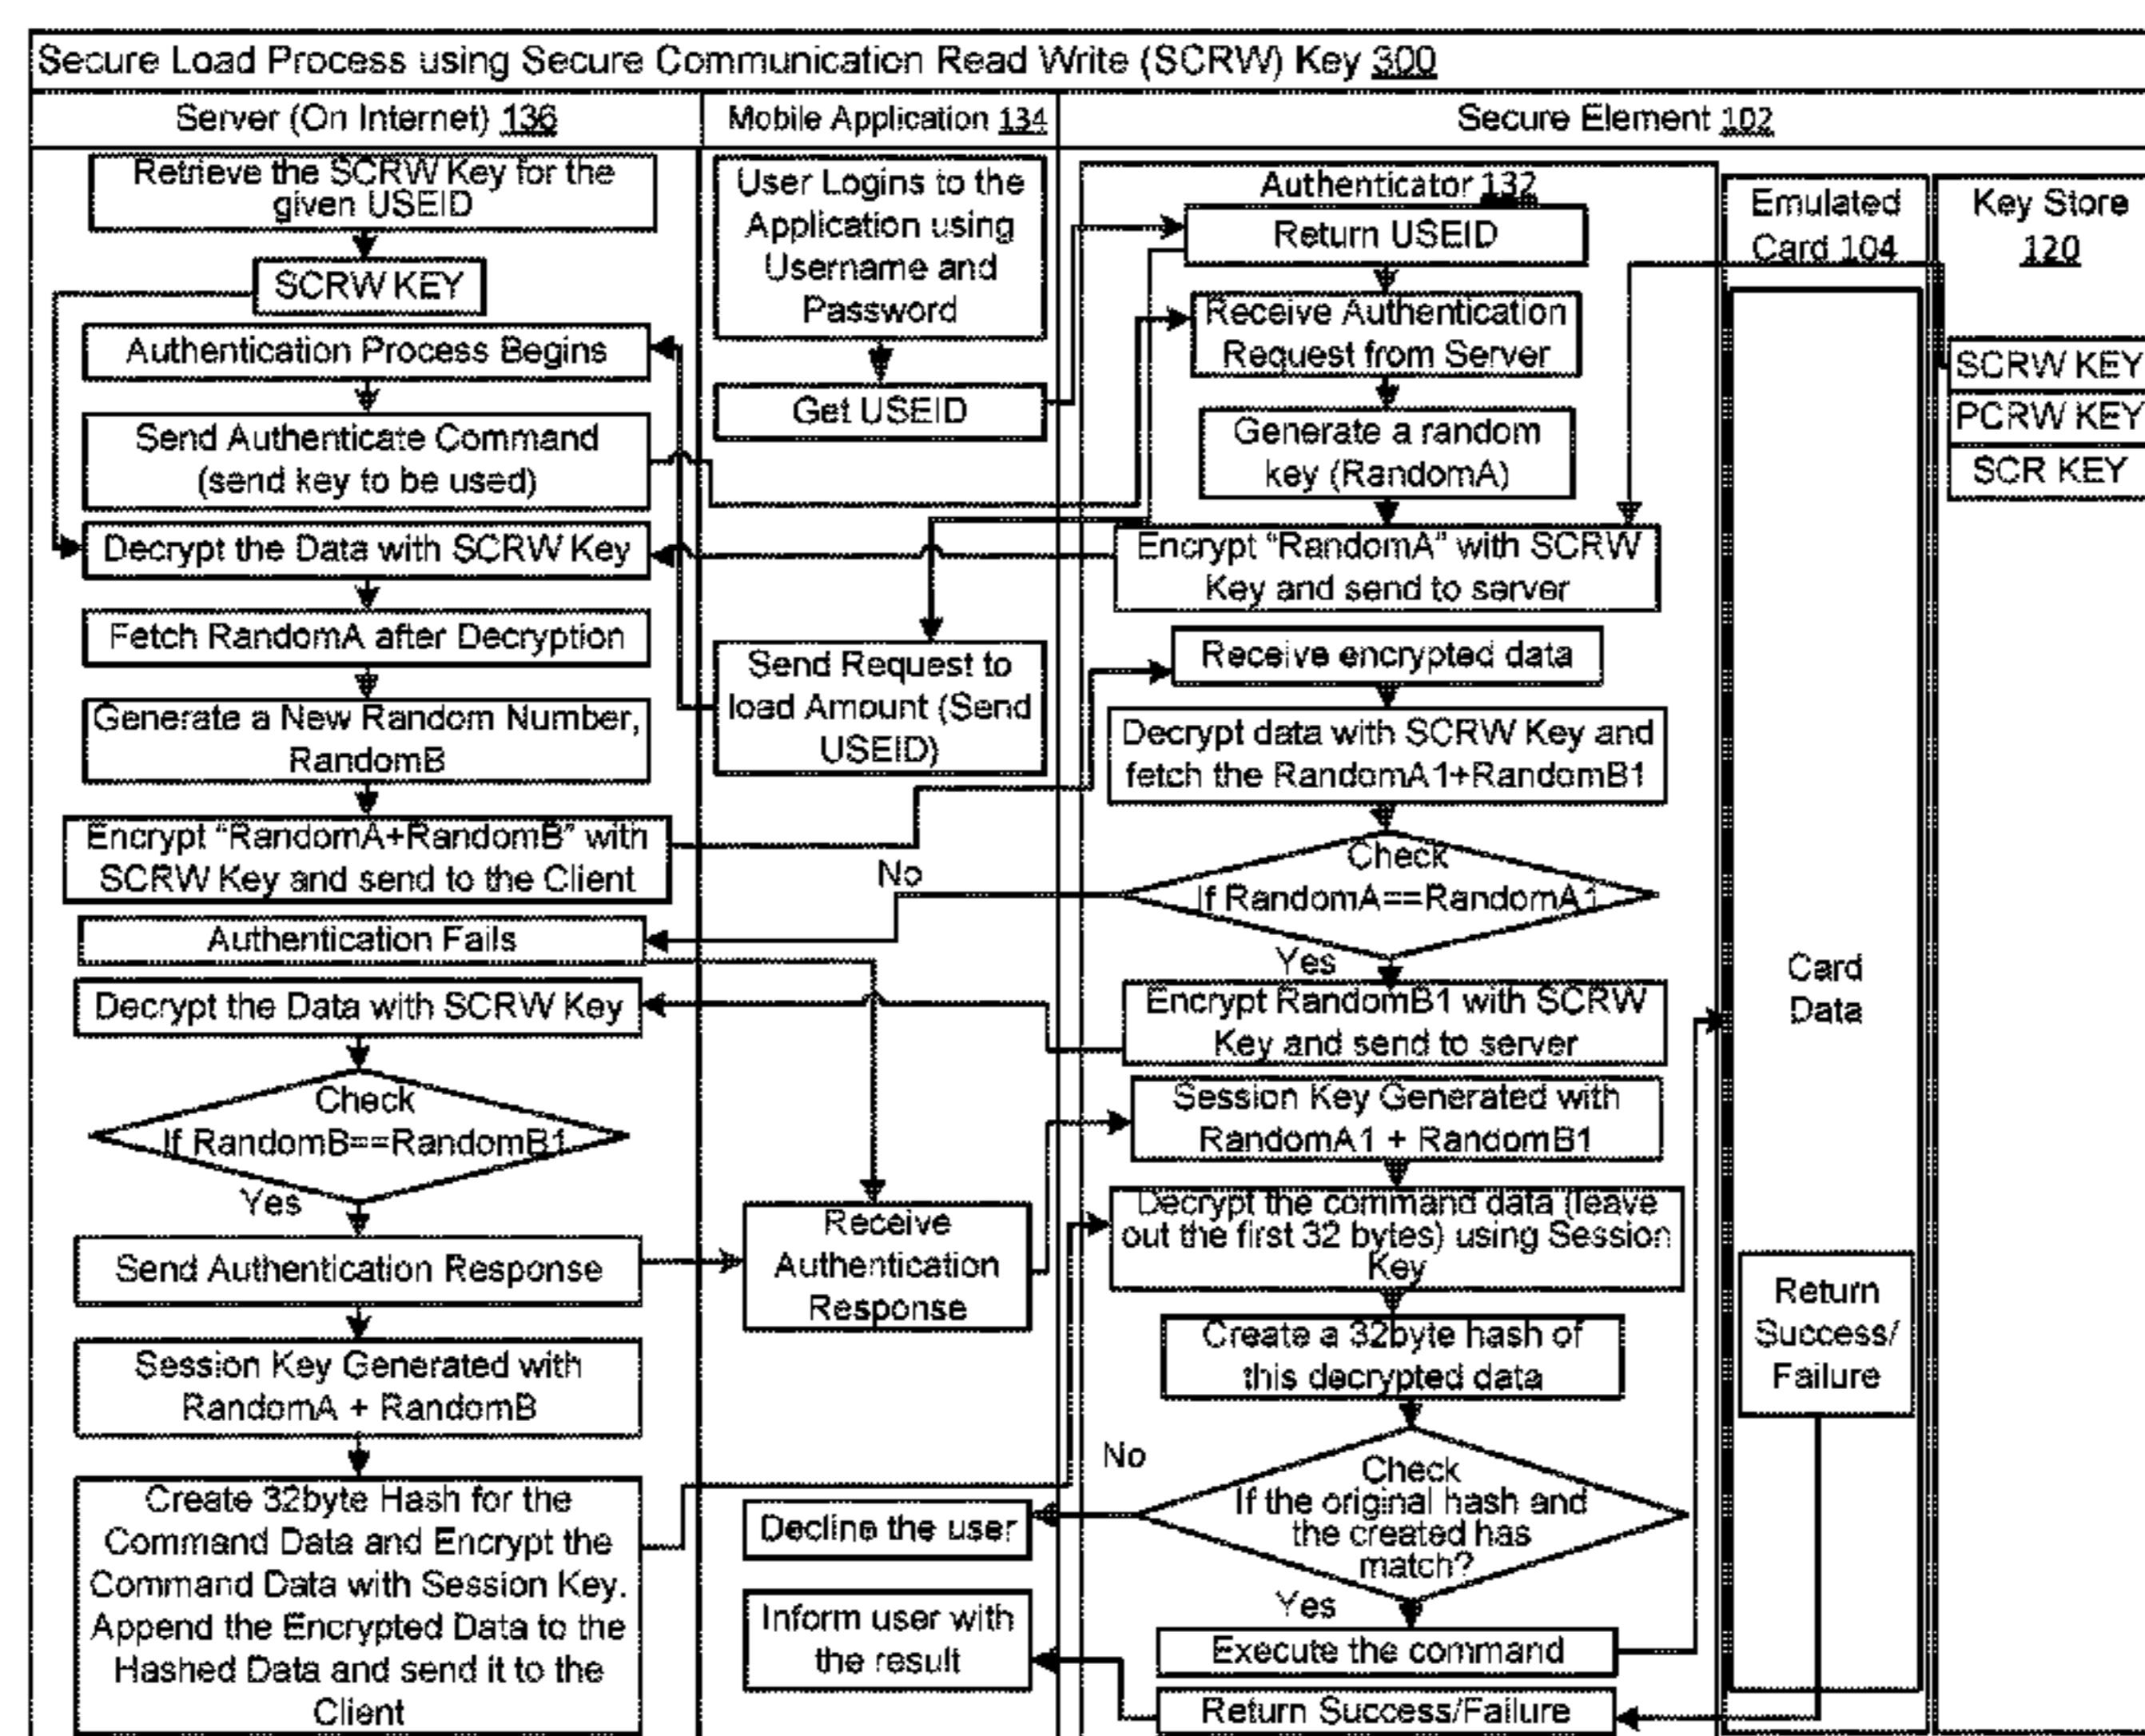 Secure Load Process using Secure Communication Read Write (SCRW) Key 300
Server (On Internet) 136
Mobile Application 134
Secure Element 102
Retrieve the SCRW Key for the
given USEID
SCRW KEY
Authentication Process Begins
Send Authenticate Command
(send key to be used)
Decrypt the Data with SCRW Key
Fetch RandomA after Decryption
Generate a New Random Number,
RandomB
Encrypt “RandomA+RandomB” with
SCRW Key and send to the Client
Authentication Fails
Decrypt the Data with SCRW Key
Check
If RandomB==RandomB1
Yes
Send Authentication Response
Session Key Generated with
RandomA + RandomB
Create 32byte Hash for the
Command Data and Encrypt the
Command Data with Session Key.
Append the Encrypted Data to the
Hashed Data and send it to the
Client
User Logins to the
Application using
Username and
Password
Get USEID
Send Request to
load Amount (Send
USEID)
No
Receive
Authentication
Response
Decline the user
Inform user with
the result
Authenticator 132
Return USEID
Receive Authentication
Request from Server
Generate a random
key (RandomA)
Encrypt “RandomA” with SCRW
Key and send to server
Receive encrypted data
Decrypt data with SCRW Key and
fetch the RandomA1+RandomB1
Check
If RandomA==RandomA1
Yes
Encrypt RandomB1 with SCRW
Key and send to server
Session Key Generated with
RandomA1 + RandomB1
Decrypt the command data (leave
out the first 32 bytes) using Session
Key
Create a 32byte hash of
this decrypted data
No
Check
If the original hash and
the created has
match?
Yes
Execute the command
Return Success/Failure
Emulated
Card 104
Card
Data
Return
Success/
Failure
Key Store
120
SCRW KEY
PCRW KEY
SCR KEY